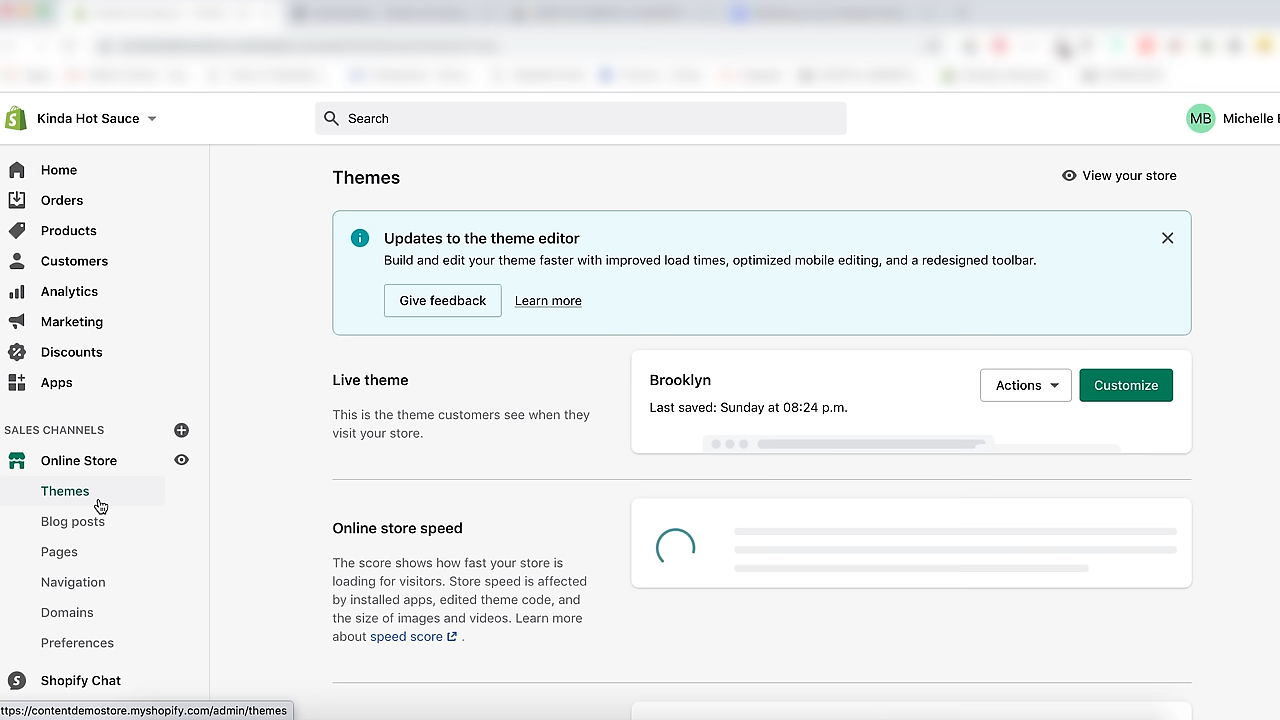 Kinda Hot Sauce
Search
MB
Michelle
Home
Orders
Products
Customers
Analytics
Marketing
Discounts
Apps
SALES CHANNELS
Online Store
Themes
Blog posts
Pages
Navigation
Domains
Preferences
Shopify Chat
ttps://contentdemostore.myshopify.com/admin/themes
Themes
View your store
Updates to the theme editor
Build and edit your theme faster with improved load times, optimized mobile editing, and a redesigned toolbar.
Give feedback
Learn more
Live theme
This is the theme customers see when they
visit your store.
Brooklyn
Last saved: Sunday at 08:24 p.m.
Actions
Customize
Online store speed
The score shows how fast your store is
loading for visitors. Store speed is affected
by installed apps, edited theme code, and
the size of images and videos. Learn more
about speed score .